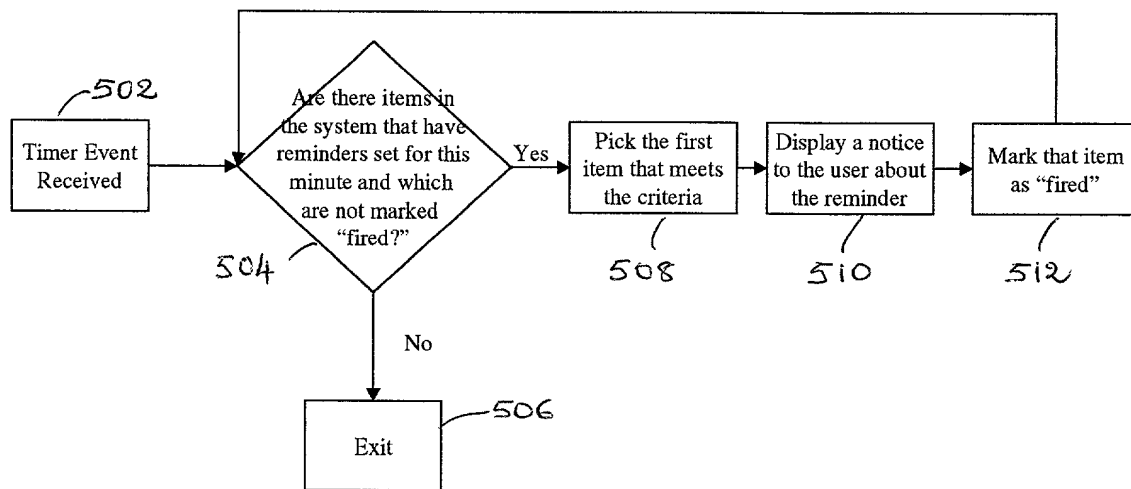 502
Timer Event
Received
Are there items in
the system that have
reminders set for this
minute and which
are not marked
“fired?”
504
Yes
Pick the first
item that meets
the criteria
508
Display a notice
to the user about
the reminder
510
Mark that item
as “fired”
512
No
Exit
506